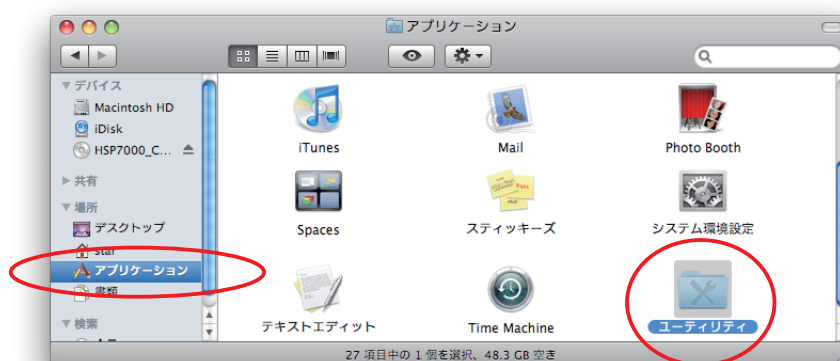 アプリケーション
デバイス
Macintosh HD
iDisk
HSP7000_C...
共有
場所
デスクトップ
star
アプリケーション
書類
検索
iTunes
Mail
Photo Booth
Spaces
スティッキーズ
システム環境設定
テキストエディット
Time Machine
ユーティリティ
27 項目中の 1 個を選択、48.3 GB 空き